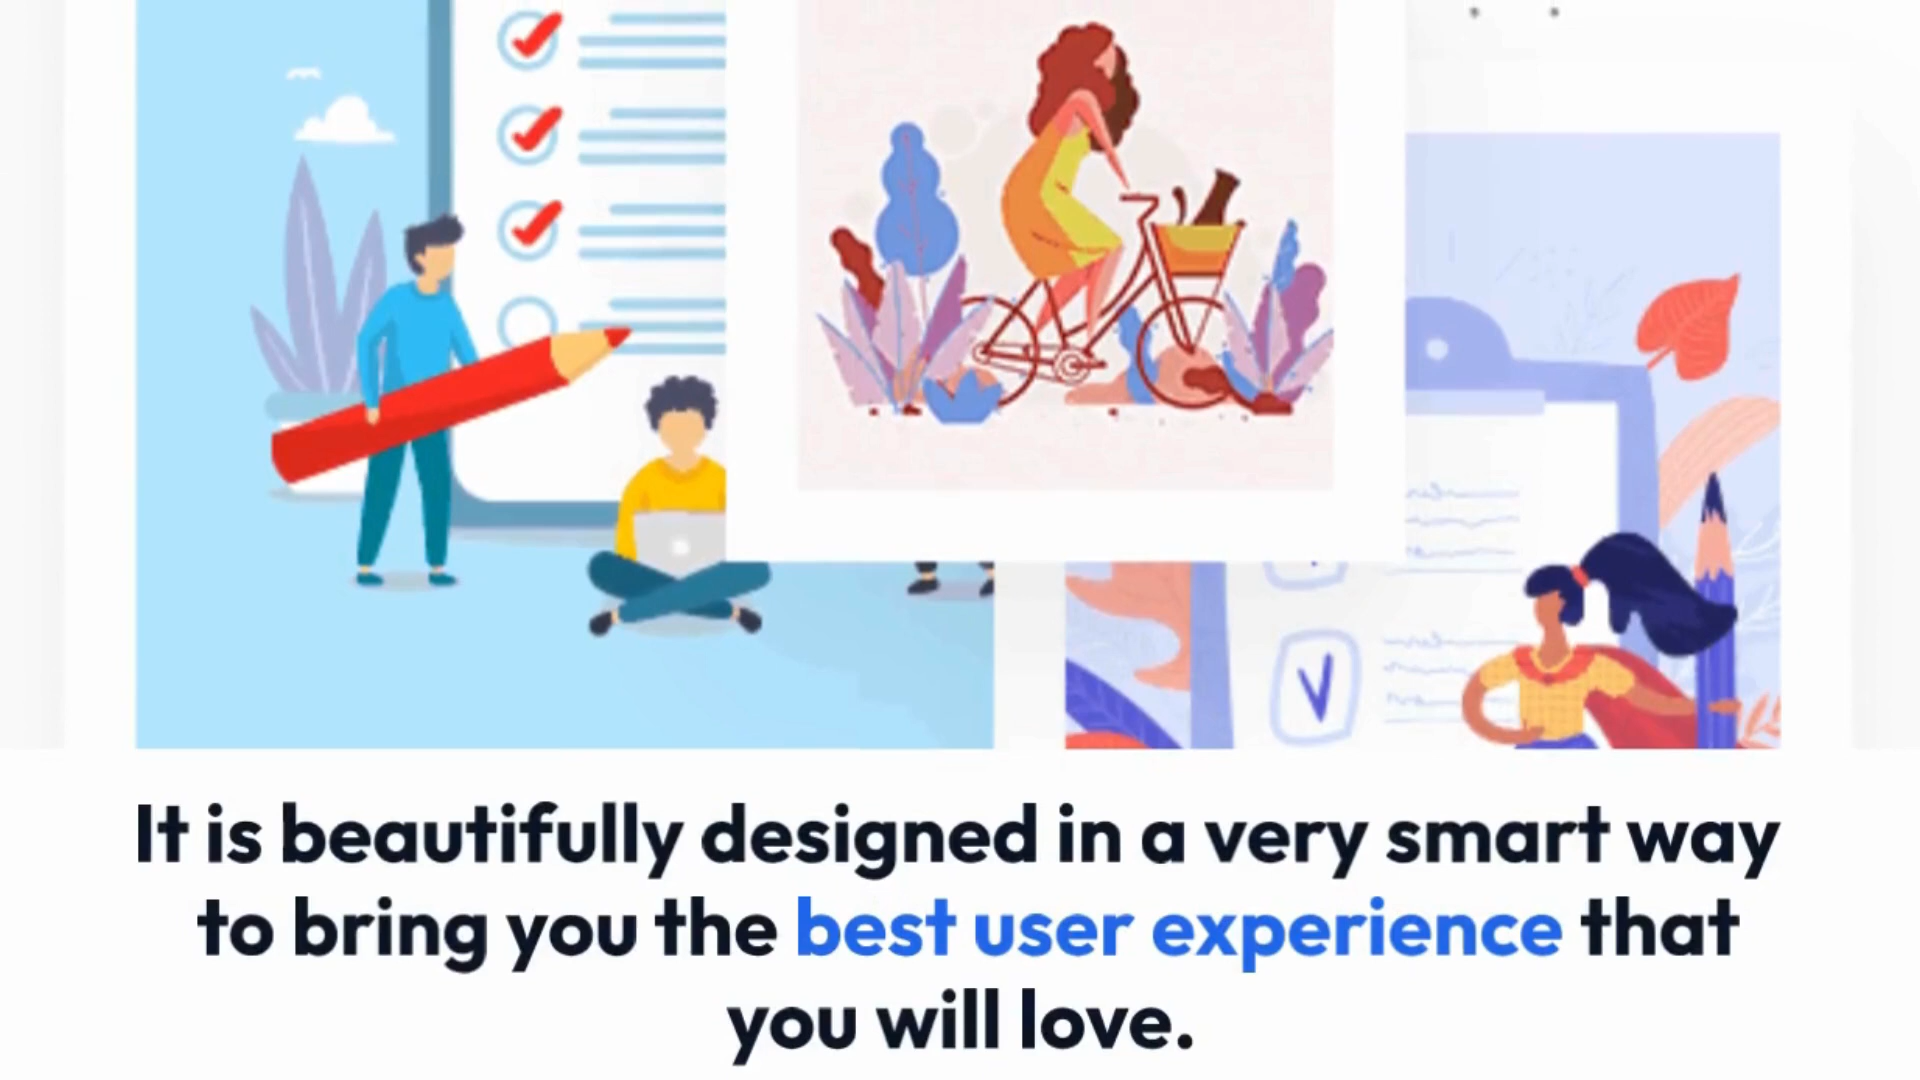 It is beautifully designed in a very smart way
to bring you the best user experience that
you will love.